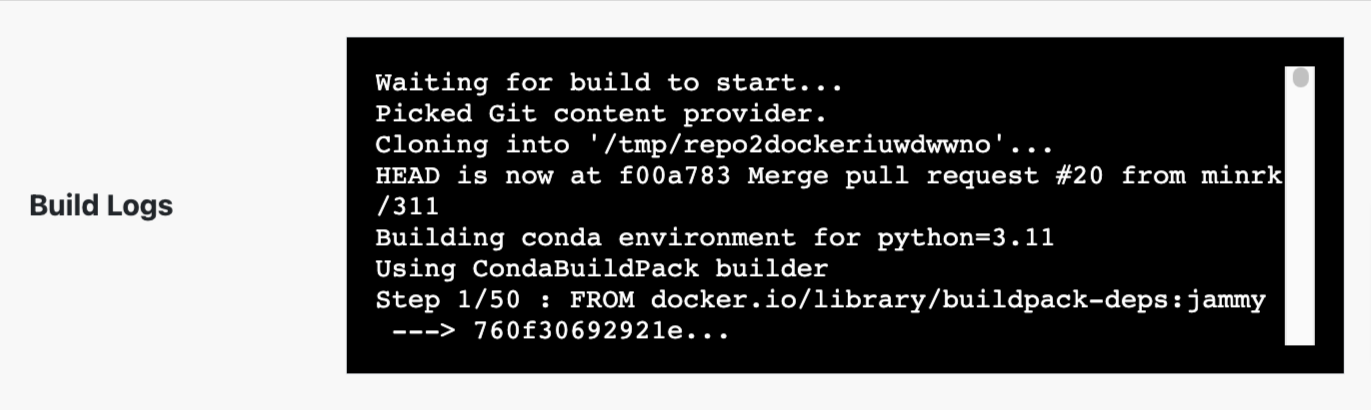 Build Logs
Waiting for build to start...
Picked Git content provider.
Cloning into '/tmp/repo2dockeriuwdwwno'...
HEAD is now at f00a783 Merge pull request #20 from minrk
/311
Building conda environment for python=3.11
Using CondaBuildPack builder
Step 1/50 : FROM docker.io/library/buildpack-deps:jammy
 ---> 760f30692921e...